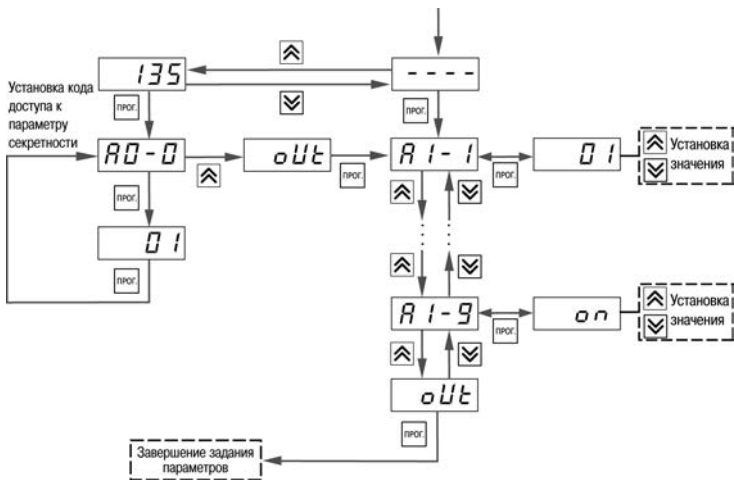 135
- - - -
Установка кода
доступа к
параметру
секретности
ПРОГ.
ПРОГ.
A0-0
oUt
ПРОГ.
A1-1
ПРОГ.
01
Установка
значения
ПРОГ.
01
ПРОГ.
A1-9
ПРОГ.
on
Установка
значения
oUt
ПРОГ.
Завершение задания
параметров